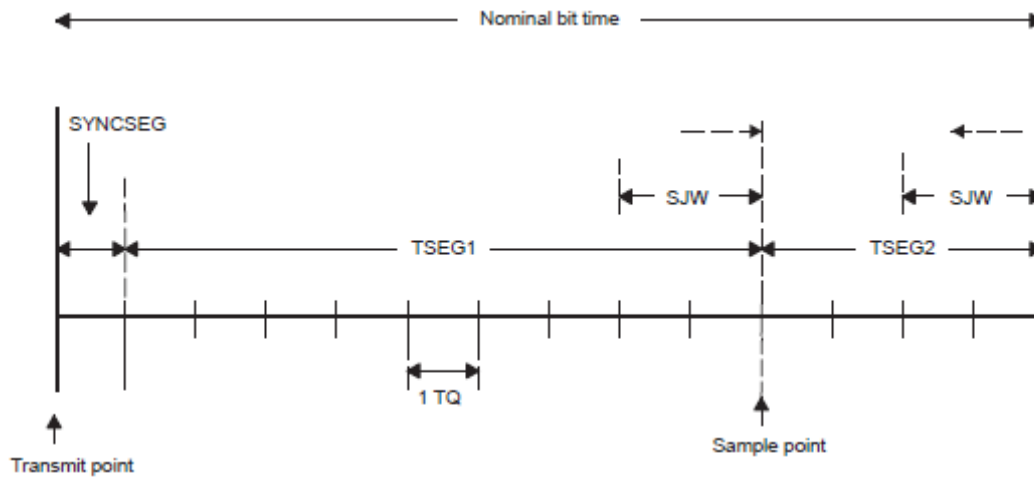 Nominal bit time
SYNCSEG
SJW
SJW
TSEG1
TSEG2
1 TQ
Sample point
Transmit point